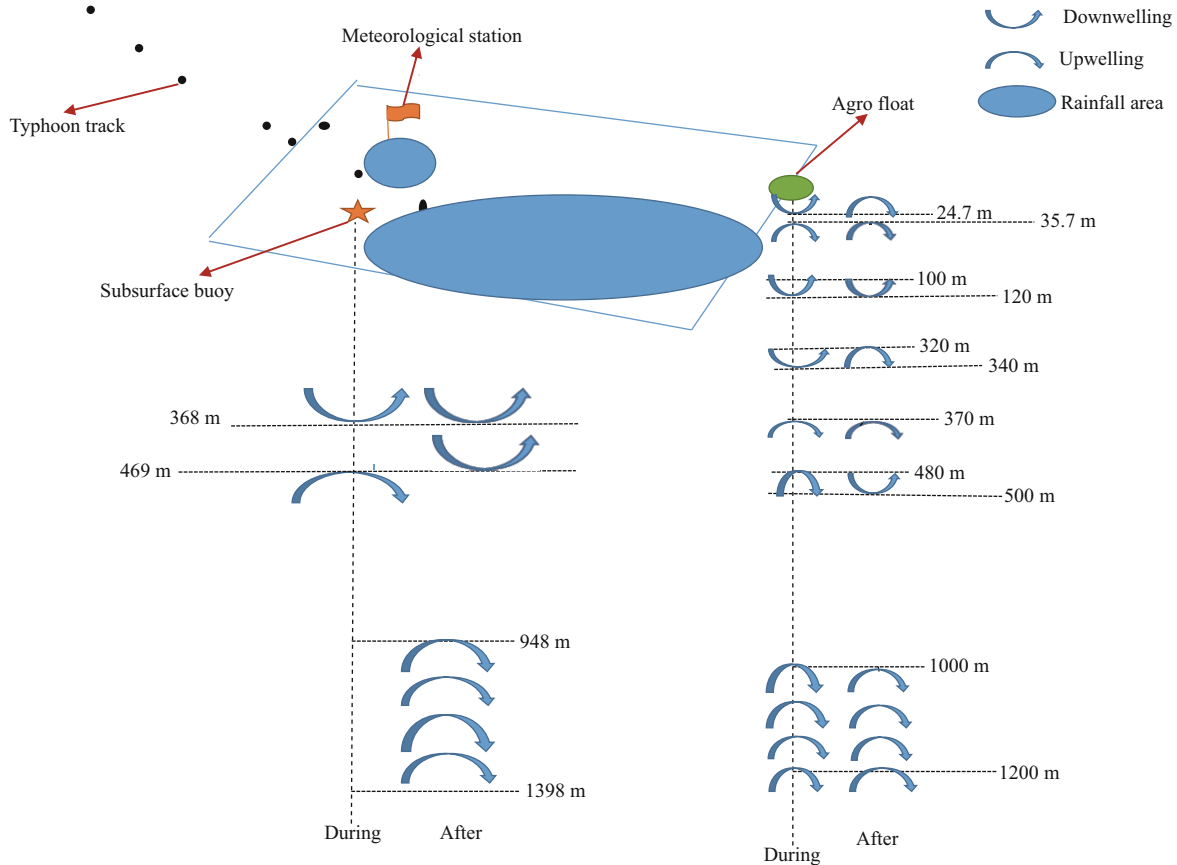 Meteorological station
Typhoon track
Subsurface buoy
Agro float
Downwelling
Upwelling
Rainfall area
24.7 m
35.7 m
100 m
120 m
320 m
340 m
370 m
480 m
500 m
1000 m
1200 m
368 m
469 m
948 m
1398 m
During
After
During
After